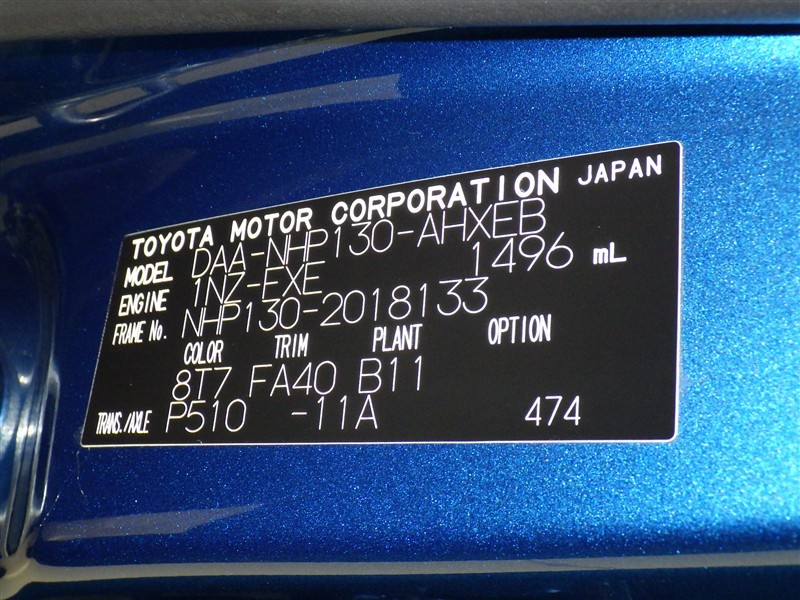 TOYOTA MOTOR CORPORATION JAPAN
MODEL DAA-NHP130-AHXEB
ENGINE 1NZ-EXE 1496 mL
FRAME No. NHP130-2018133
COLOR TRIM PLANT OPTION
8T7 FA40 B11
TRANS./AXLE P510 -11A 474